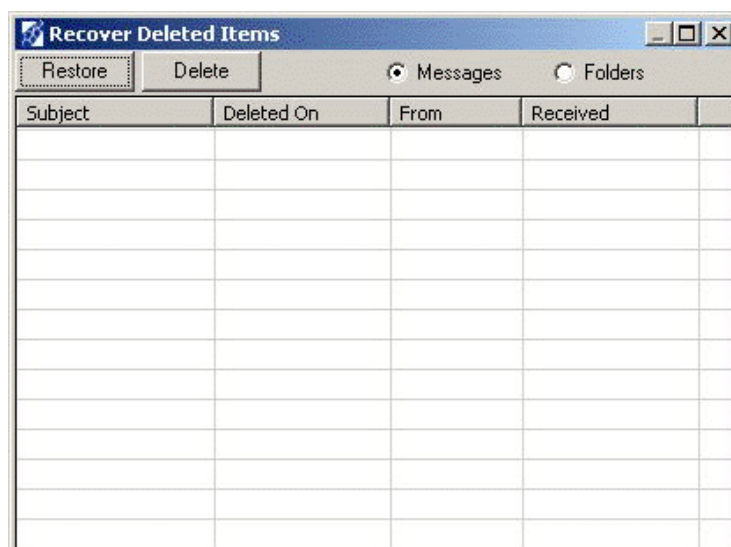 Recover Deleted Items
Restore Delete Messages Folders
Subject Deleted On From Received